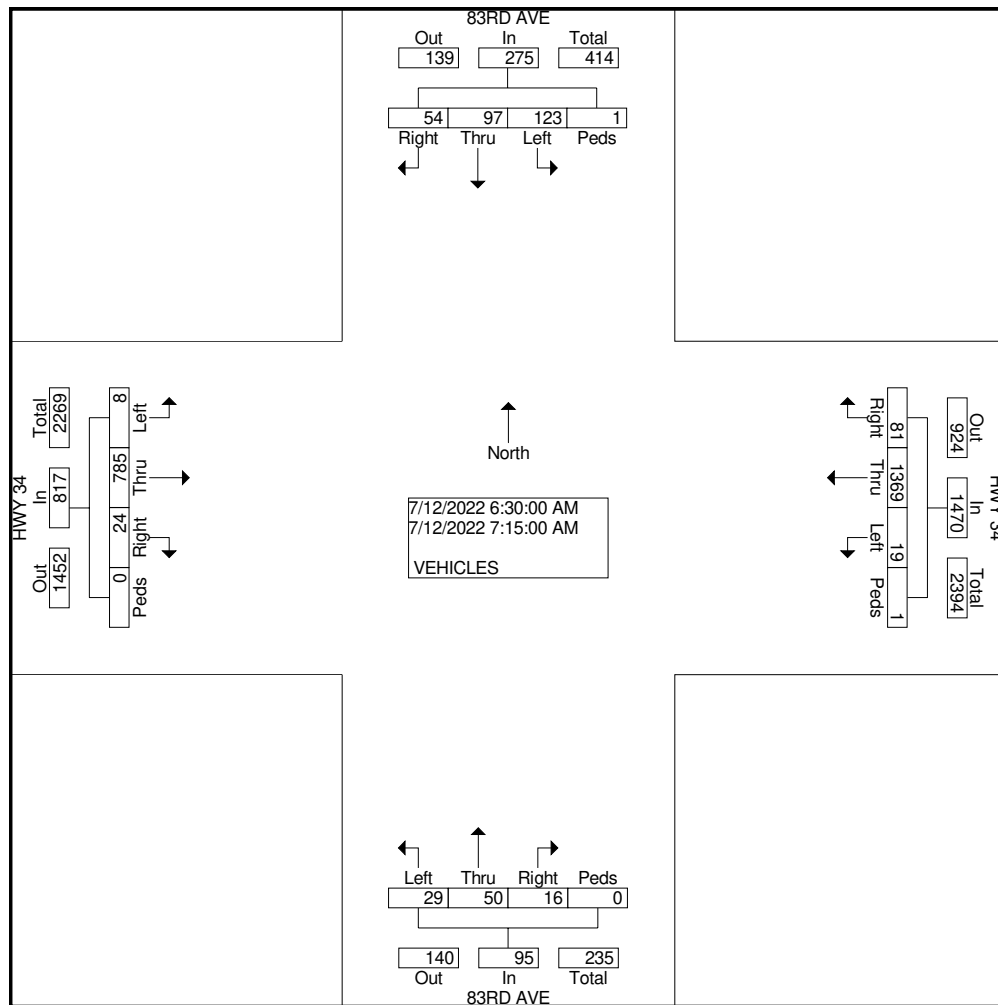 83RD AVE
Out In Total
139 275 414
54 97 123 1
Right Thru Left Peds
HWY 34
Total In Out
2269 817 1452
8 785 24 0
Left Thru Right Peds
North
7/12/2022 6:30:00 AM
7/12/2022 7:15:00 AM
VEHICLES
Right Thru Left Peds
81 1369 19 1
Out In Total
924 1470 2394
HWY 34
Left Thru Right Peds
29 50 16 0
140 95 235
Out In Total
83RD AVE